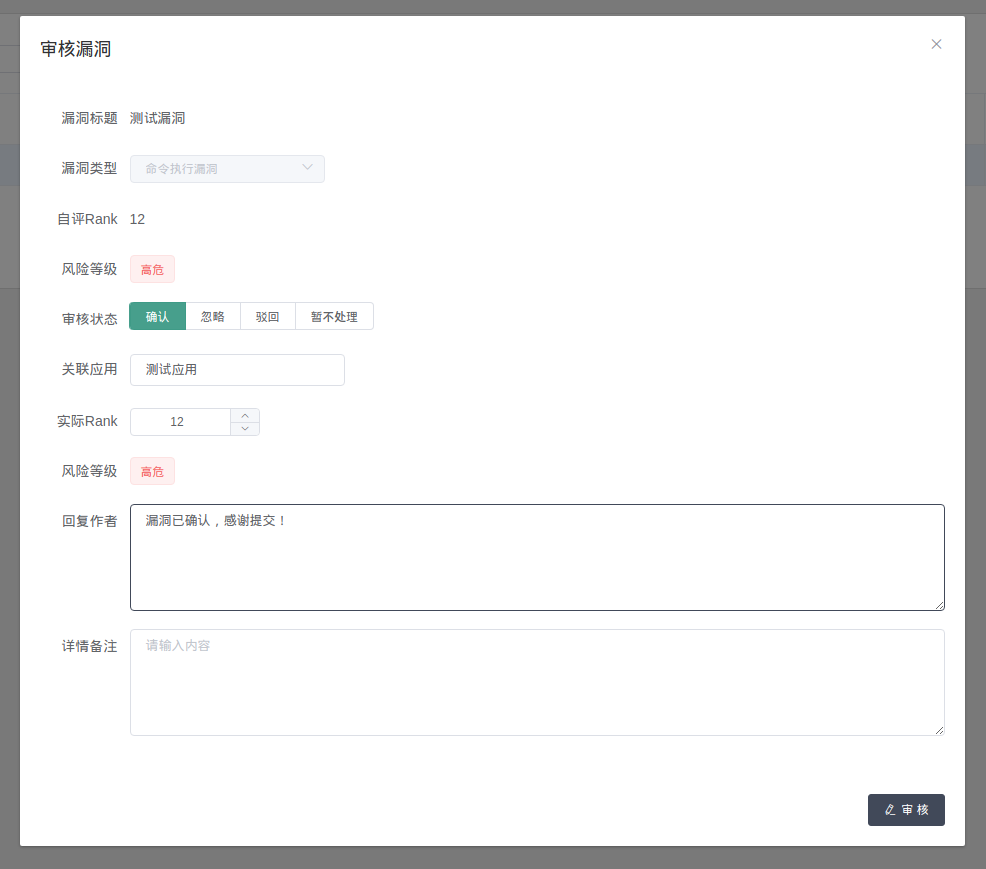 审核漏洞
漏洞标题 测试漏洞
漏洞类型 命令执行漏洞
自评Rank 12
风险等级 高危
审核状态 确认 忽略 驳回 暂不处理
关联应用 测试应用
实际Rank 12
风险等级 高危
回复作者 漏洞已确认，感谢提交！
详情备注 请输入内容
审 核